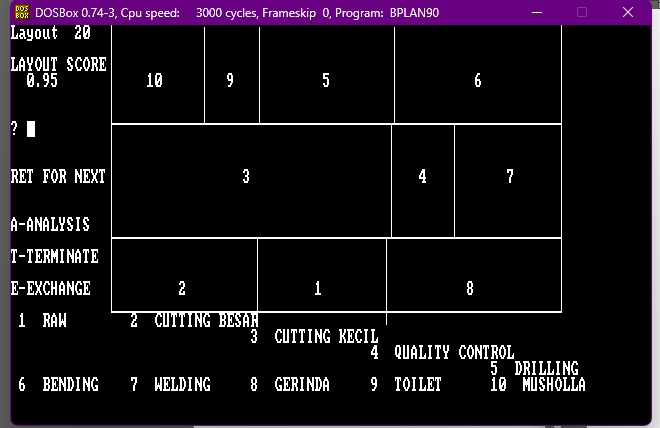 DOSBox 0.74-3, Cpu speed: 3000 cycles, Frameskip 0, Program: BPLAN90
Layout 20
LAYOUT SCORE
0.95
10 9 5 6
?
RET FOR NEXT
3 4 7
A-ANALYSIS
T-TERMINATE
E-EXCHANGE
2 1 8
1 RAW 2 CUTTING BESAR
3 CUTTING KECIL
4 QUALITY CONTROL
5 DRILLING
6 BENDING 7 WELDING 8 GERINDA 9 TOILET 10 MUSHOLLA